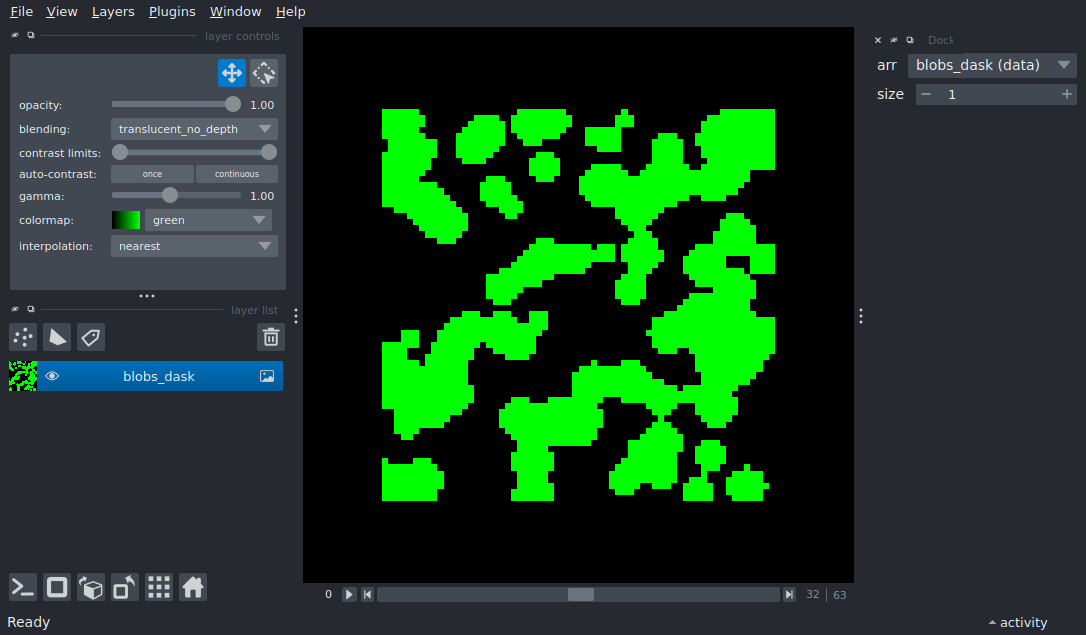 File View Layers Plugins Window Help
layer controls
opacity: 1.00
blending: translucent_no_depth
contrast limits:
auto-contrast: once continuous
gamma: 1.00
colormap: green
interpolation: nearest
layer list
blobs_dask
0 32 63
Ready
Dock
arr blobs_dask (data)
size 1
activity